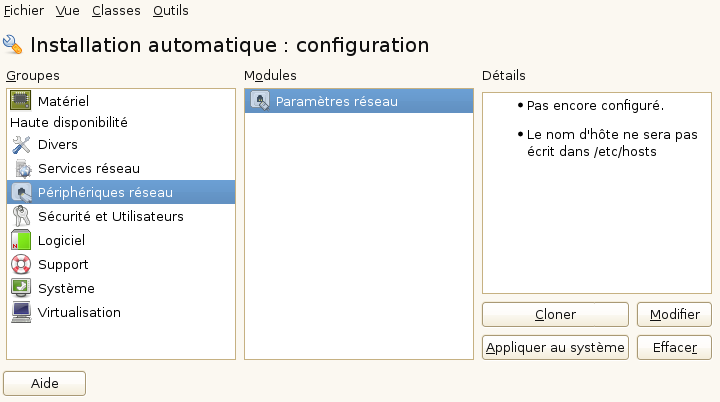 Fichier Vue Classes Outils
Installation automatique : configuration
Groupes
Matériel
Haute disponibilité
Divers
Services réseau
Périphériques réseau
Sécurité et Utilisateurs
Logiciel
Support
Système
Virtualisation
Modules
Paramètres réseau
Détails
• Pas encore configuré.
• Le nom d'hôte ne sera pas
écrit dans /etc/hosts
Cloner
Modifier
Appliquer au système
Effacer
Aide